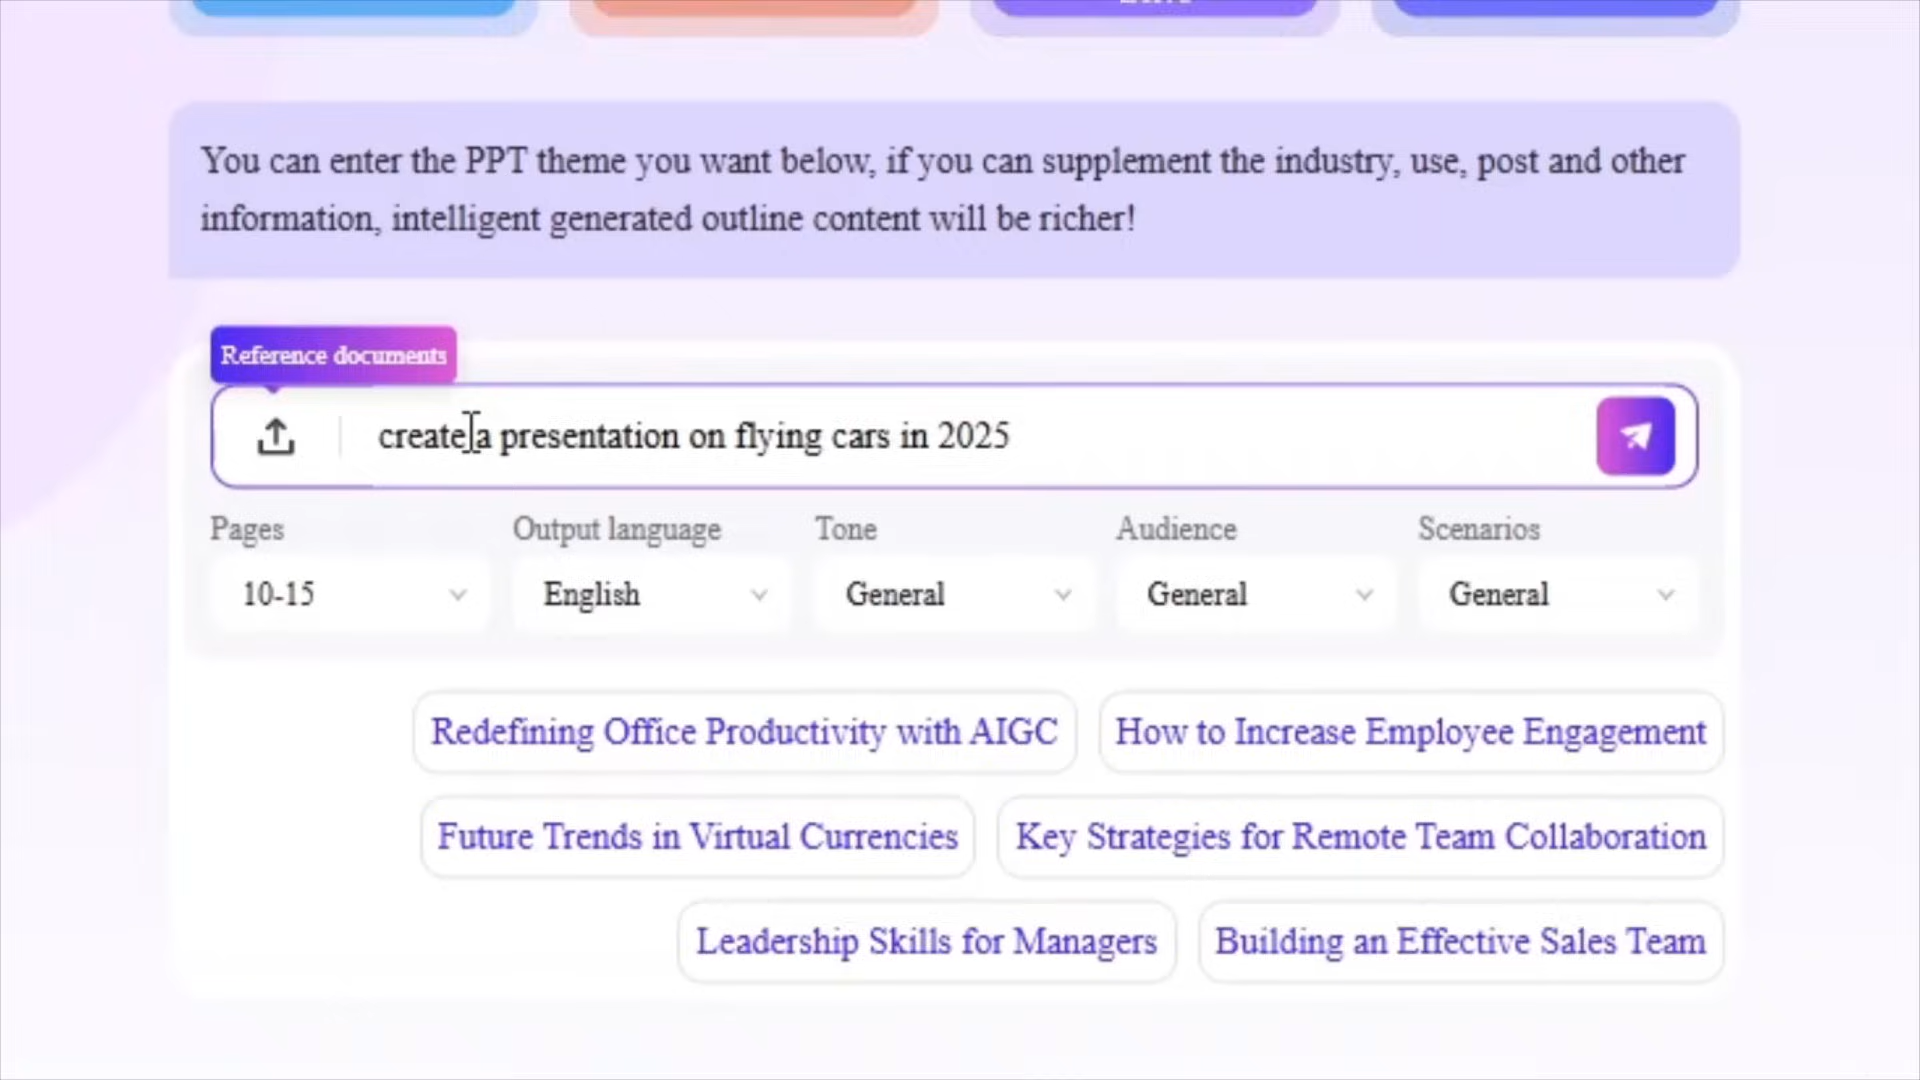 You can enter the PPT theme you want below, if you can supplement the industry, use, post and other
information, intelligent generated outline content will be richer!
Reference documents
create a presentation on flying cars in 2025
Pages Output language Tone Audience Scenarios
10-15 English General General General
Redefining Office Productivity with AIGC How to Increase Employee Engagement
Future Trends in Virtual Currencies Key Strategies for Remote Team Collaboration
Leadership Skills for Managers Building an Effective Sales Team